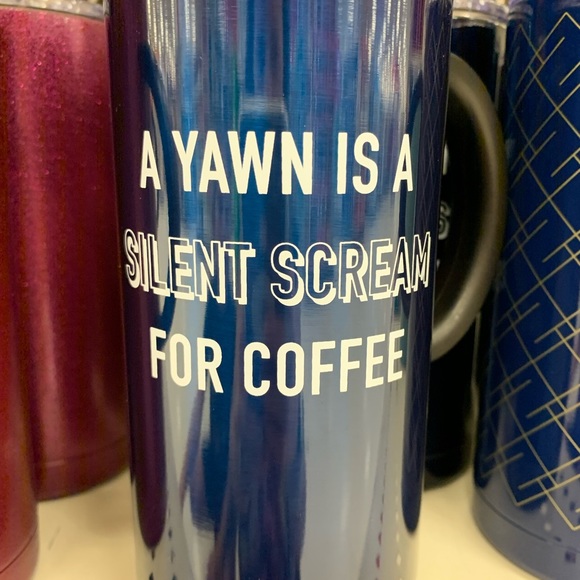 A YAWN IS A
SILENT SCREAM
FOR COFFEE